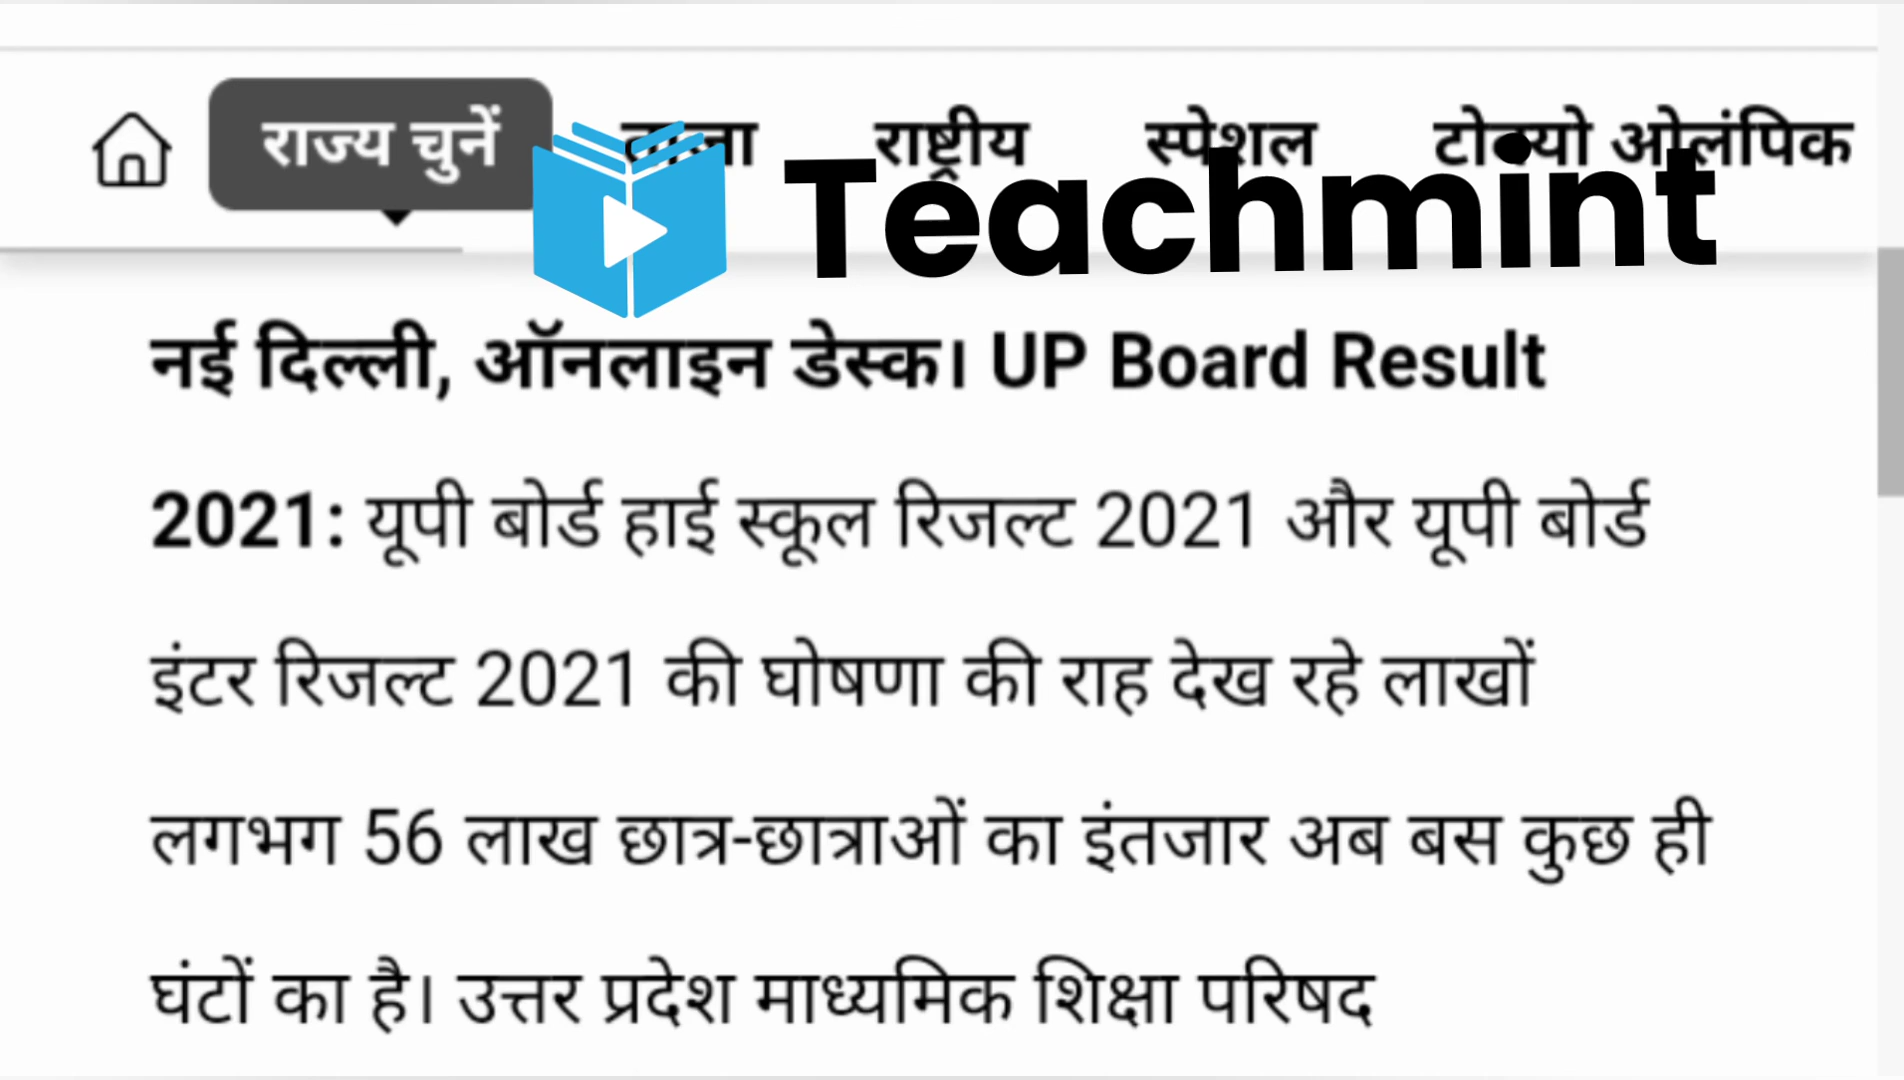 राज्य चुनें ताजा राष्ट्रीय स्पेशल टोक्यो ओलंपिक
Teachmint
नई दिल्ली, ऑनलाइन डेस्क। UP Board Result
2021: यूपी बोर्ड हाई स्कूल रिजल्ट 2021 और यूपी बोर्ड
इंटर रिजल्ट 2021 की घोषणा की राह देख रहे लाखों
लगभग 56 लाख छात्र-छात्राओं का इंतजार अब बस कुछ ही
घंटों का है। उत्तर प्रदेश माध्यमिक शिक्षा परिषद